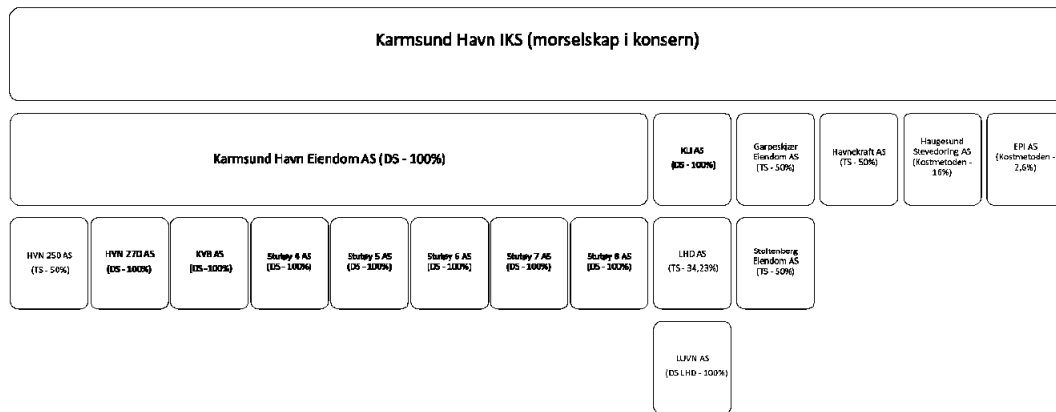 Karmsund Havn IKS (morselskap i konsern)
Karmsund Havn Eiendom AS (DS - 100%)
KLI AS
(DS - 100%)
Garpeskjær
Eiendom AS
(TS - 50%)
Havnekraft AS
(TS - 50%)
Haugesund
Stevedoring AS
(Kostmetoden -
16%)
EPI AS
(Kostmetoden -
2,6%)
HVN 250 AS
(TS - 50%)
HVN 270 AS
(DS - 100%)
KVB AS
(DS -100%)
Stutøy 4 AS
(DS - 100%)
Stutøy 5 AS
(DS - 100%)
Stutøy 6 AS
(DS - 100%)
Stutøy 7 AS
(DS - 100%)
Stutøy 8 AS
(DS - 100%)
LHD AS
(TS - 34,23%)
Stoltenberg
Eiendom AS
(TS - 50%)
LUVN AS
(DS LHD - 100%)